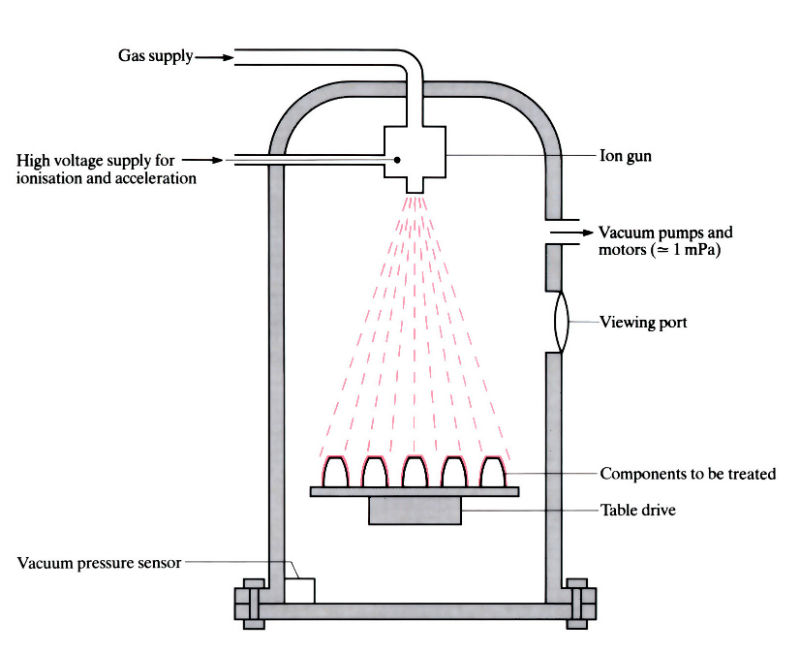 Gas supply
High voltage supply for
ionisation and acceleration
Ion gun
Vacuum pumps and
motors (≃ 1 mPa)
Viewing port
Components to be treated
Table drive
Vacuum pressure sensor